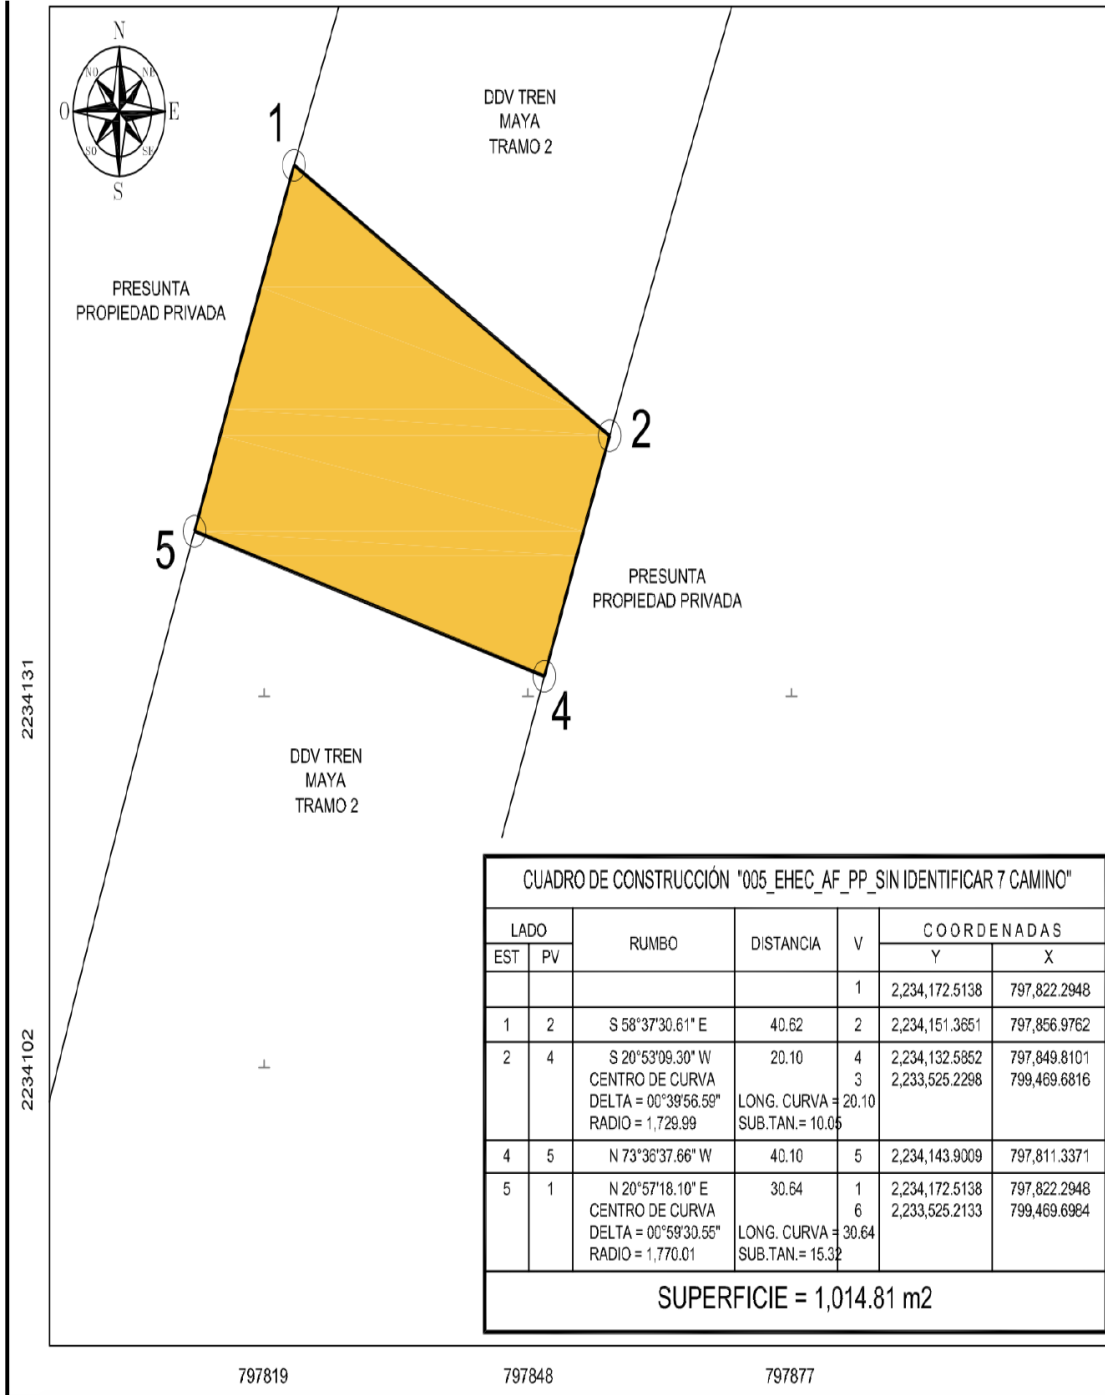 N
NO
NE
O
E
SO
SE
S
1
DDV TREN
MAYA
TRAMO 2
PRESUNTA
PROPIEDAD PRIVADA
2
5
PRESUNTA
PROPIEDAD PRIVADA
4
2234131
DDV TREN
MAYA
TRAMO 2
2234102
CUADRO DE CONSTRUCCIÓN "005_EHEC_AF_PP_SIN IDENTIFICAR 7 CAMINO"
LADO RUMBO DISTANCIA V COORDENADAS
EST PV Y X
1 2,234,172.5138 797,822.2948
1 2 S 58°37'30.61" E 40.62 2 2,234,151.3651 797,856.9762
2 4 S 20°53'09.30" W 20.10 4 2,234,132.5852 797,849.8101
CENTRO DE CURVA 3 2,233,525.2298 799,469.6816
DELTA = 00°39'56.59" LONG. CURVA = 20.10
RADIO = 1,729.99 SUB.TAN.= 10.05
4 5 N 73°36'37.66" W 40.10 5 2,234,143.9009 797,811.3371
5 1 N 20°57'18.10" E 30.64 1 2,234,172.5138 797,822.2948
CENTRO DE CURVA 6 2,233,525.2133 799,469.6984
DELTA = 00°59'30.55" LONG. CURVA = 30.64
RADIO = 1,770.01 SUB.TAN.= 15.32
SUPERFICIE = 1,014.81 m2
797819 797848 797877